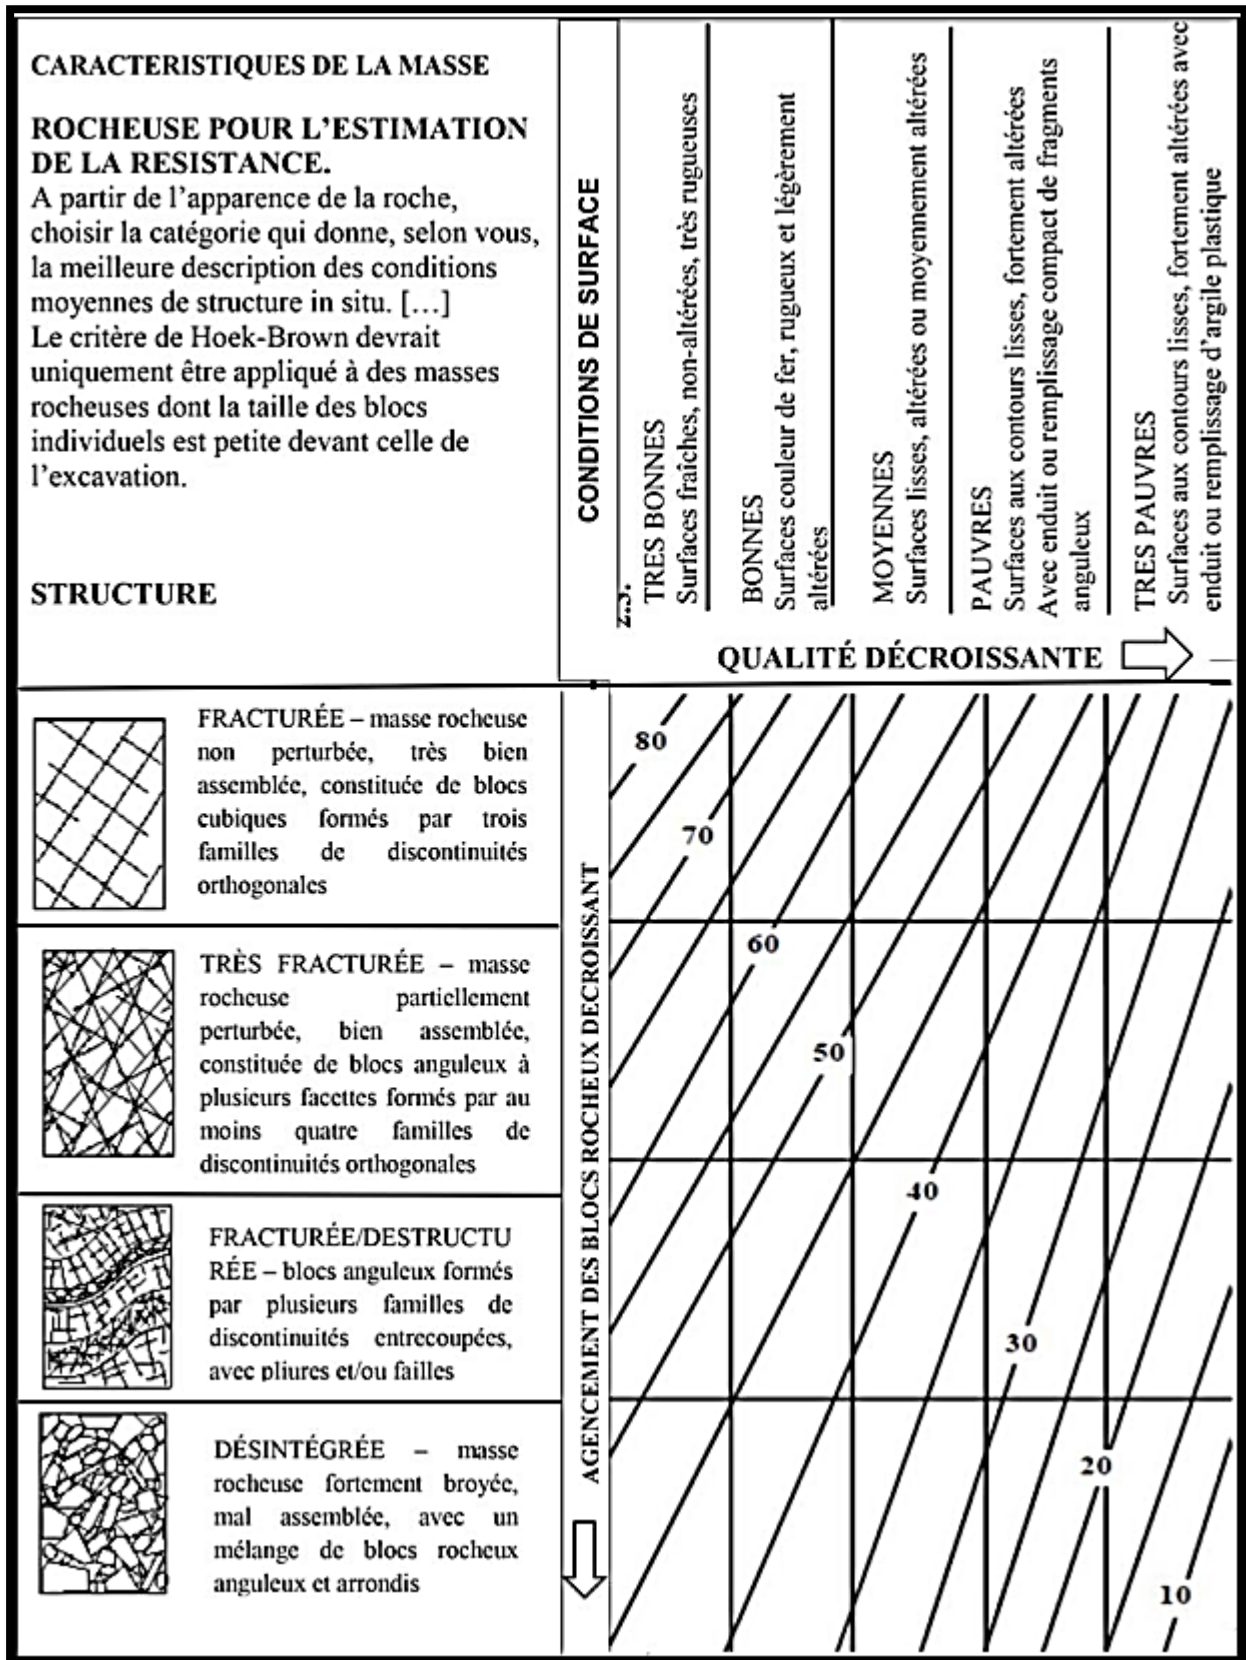 CARACTERISTIQUES DE LA MASSE
ROCHEUSE POUR L'ESTIMATION
DE LA RESISTANCE.
A partir de l'apparence de la roche,
choisir la catégorie qui donne, selon vous,
la meilleure description des conditions
moyennes de structure in situ. […]
Le critère de Hoek-Brown devrait
uniquement être appliqué à des masses
rocheuses dont la taille des blocs
individuels est petite devant celle de
l'excavation.
STRUCTURE
CONDITIONS DE SURFACE
TRES BONNES
Surfaces fraîches, non-altérées, très rugueuses
BONNES
Surfaces couleur de fer, rugueux et légèrement
altérées
MOYENNES
Surfaces lisses, altérées ou moyennement altérées
PAUVRES
Surfaces aux contours lisses, fortement altérées
Avec enduit ou remplissage compact de fragments
anguleux
TRES PAUVRES
Surfaces aux contours lisses, fortement altérées avec
enduit ou remplissage d'argile plastique
QUALITÉ DÉCROISSANTE
FRACTURÉE – masse rocheuse
non perturbée, très bien
assemblée, constituée de blocs
cubiques formés par trois
familles de discontinuités
orthogonales
TRÈS FRACTURÉE – masse
rocheuse partiellement
perturbée, bien assemblée,
constituée de blocs anguleux à
plusieurs facettes formés par au
moins quatre familles de
discontinuités orthogonales
FRACTURÉE/DESTRUCTU
RÉE – blocs anguleux formés
par plusieurs familles de
discontinuités entrecoupées,
avec pliures et/ou failles
DÉSINTÉGRÉE – masse
rocheuse fortement broyée,
mal assemblée, avec un
mélange de blocs rocheux
anguleux et arrondis
AGENCEMENT DES BLOCS ROCHEUX DECROISSANT
80
70
60
50
40
30
20
10